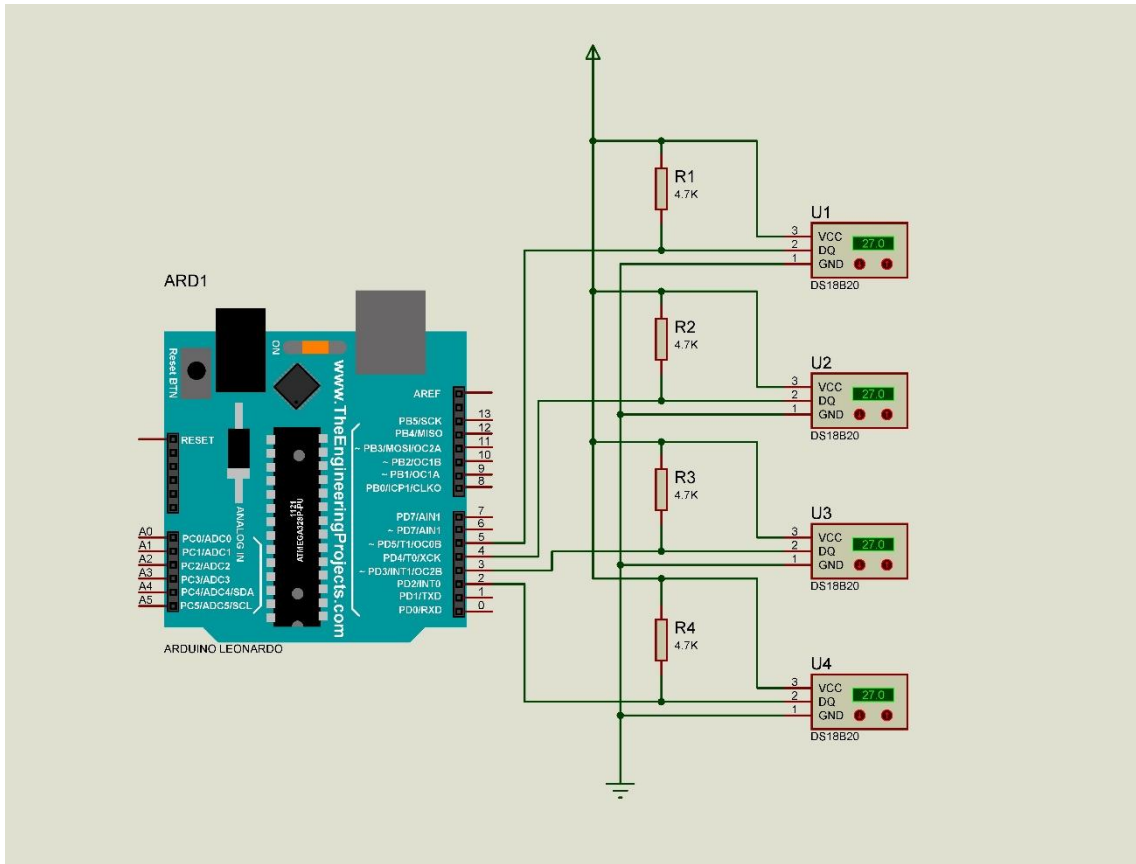 ARD1
Reset BTN
ON
www.TheEngineeringProjects.com
RESET
ANALOG IN
1121
ATMEGA328P-PU
A0 PC0/ADC0
A1 PC1/ADC1
A2 PC2/ADC2
A3 PC3/ADC3
A4 PC4/ADC4/SDA
A5 PC5/ADC5/SCL
AREF
PB5/SCK 13
PB4/MISO 12
~ PB3/MOSI/OC2A 11
~ PB2/OC1B 10
~ PB1/OC1A 9
PB0/ICP1/CLKO 8
PD7/AIN1 7
~ PD7/AIN1 6
~ PD5/T1/OC0B 5
PD4/T0/XCK 4
~ PD3/INT1/OC2B 3
PD2/INT0 2
PD1/TXD 1
PD0/RXD 0
ARDUINO LEONARDO
R1
4.7K
U1
3 VCC
2 DQ 27.0
1 GND
DS18B20
R2
4.7K
U2
3 VCC
2 DQ 27.0
1 GND
DS18B20
R3
4.7K
U3
3 VCC
2 DQ 27.0
1 GND
DS18B20
R4
4.7K
U4
3 VCC
2 DQ 27.0
1 GND
DS18B20